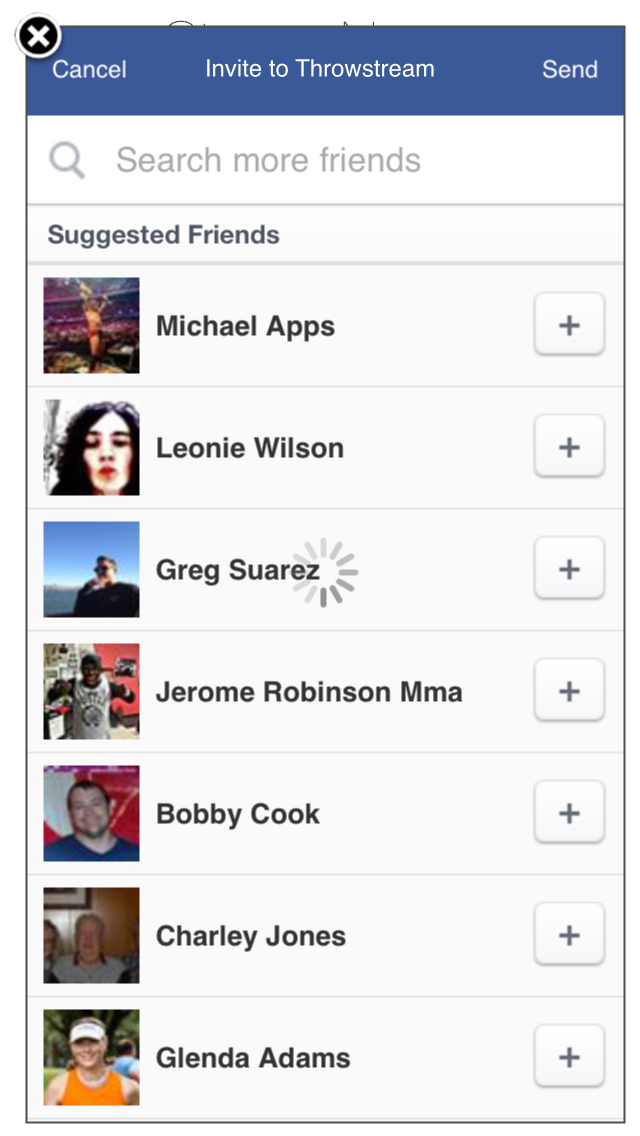 Cancel Invite to Throwstream Send
Search more friends
Suggested Friends
Michael Apps
Leonie Wilson
Greg Suarez
Jerome Robinson Mma
Bobby Cook
Charley Jones
Glenda Adams